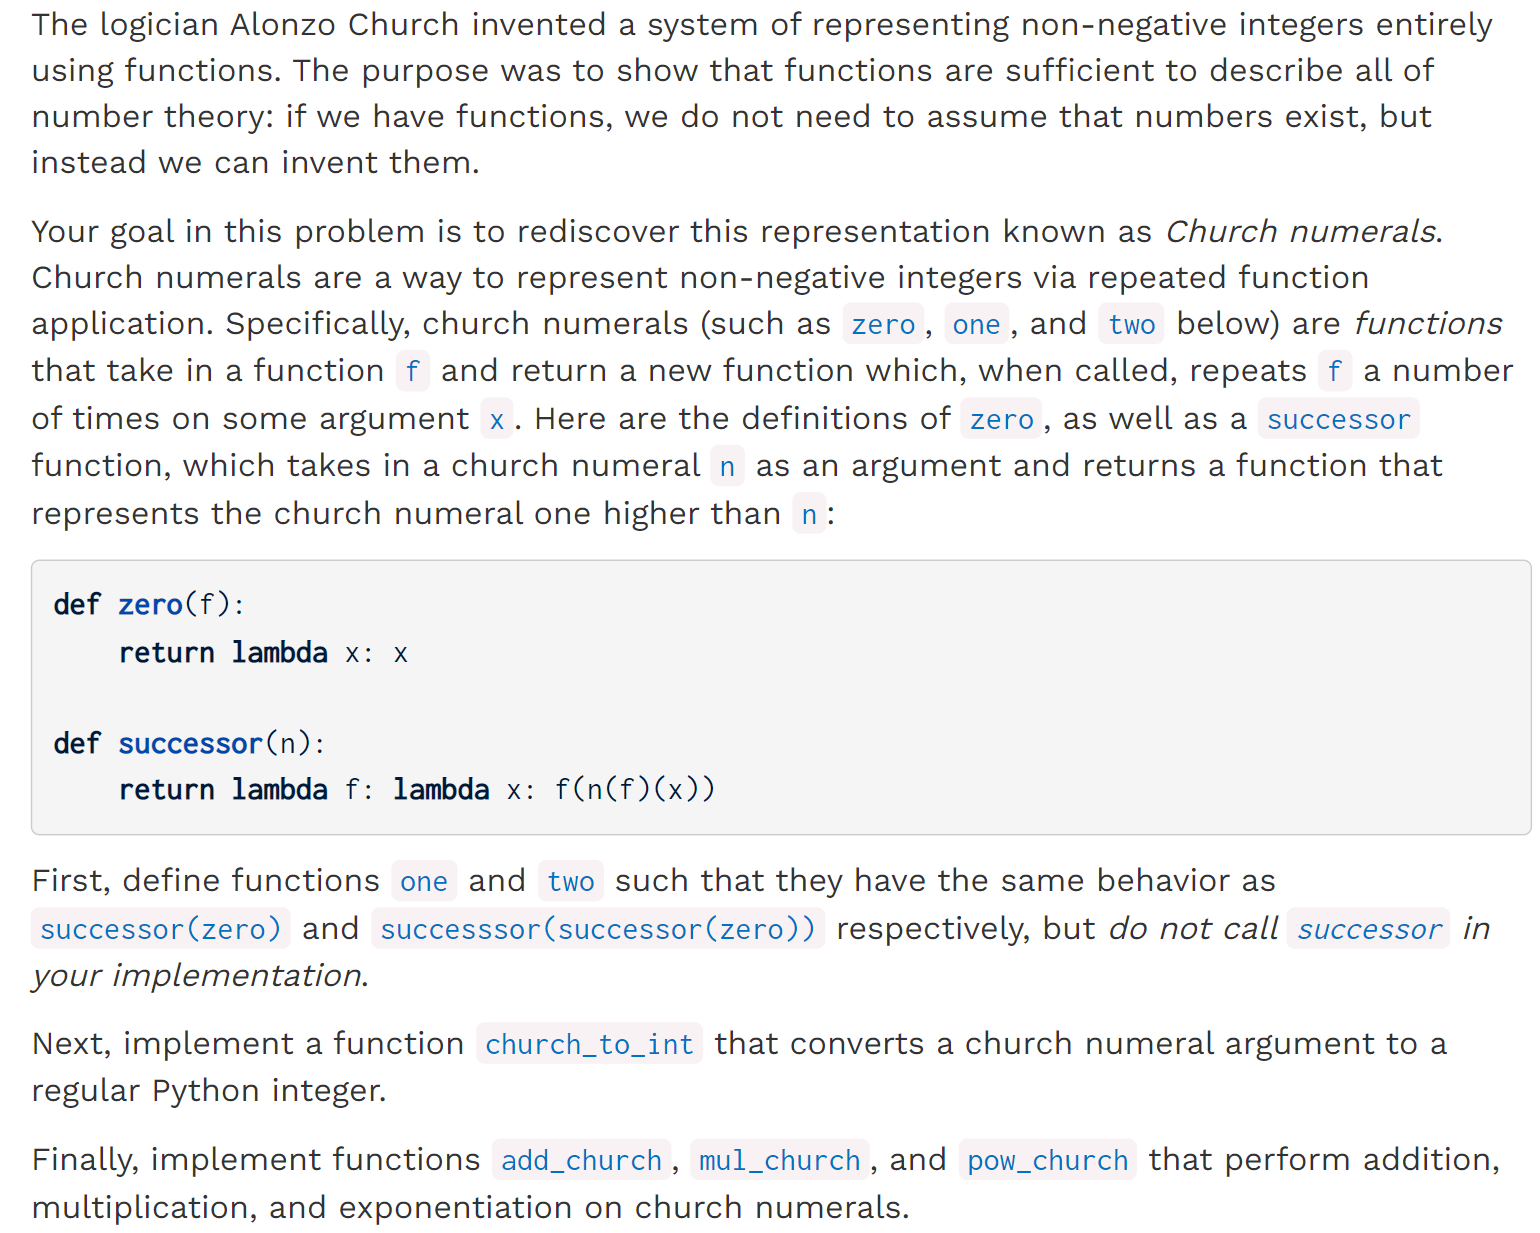 The logician Alonzo Church invented a system of representing non-negative integers entirely
using functions. The purpose was to show that functions are sufficient to describe all of
number theory: if we have functions, we do not need to assume that numbers exist, but
instead we can invent them.
Your goal in this problem is to rediscover this representation known as Church numerals.
Church numerals are a way to represent non-negative integers via repeated function
application. Specifically, church numerals (such as zero, one, and two below) are functions
that take in a function f and return a new function which, when called, repeats f a number
of times on some argument x. Here are the definitions of zero, as well as a successor
function, which takes in a church numeral n as an argument and returns a function that
represents the church numeral one higher than n:
def zero(f):
    return lambda x: x
def successor(n):
    return lambda f: lambda x: f(n(f)(x))
First, define functions one and two such that they have the same behavior as
successor(zero) and successsor(successor(zero)) respectively, but do not call successor in
your implementation.
Next, implement a function church_to_int that converts a church numeral argument to a
regular Python integer.
Finally, implement functions add_church, mul_church, and pow_church that perform addition,
multiplication, and exponentiation on church numerals.